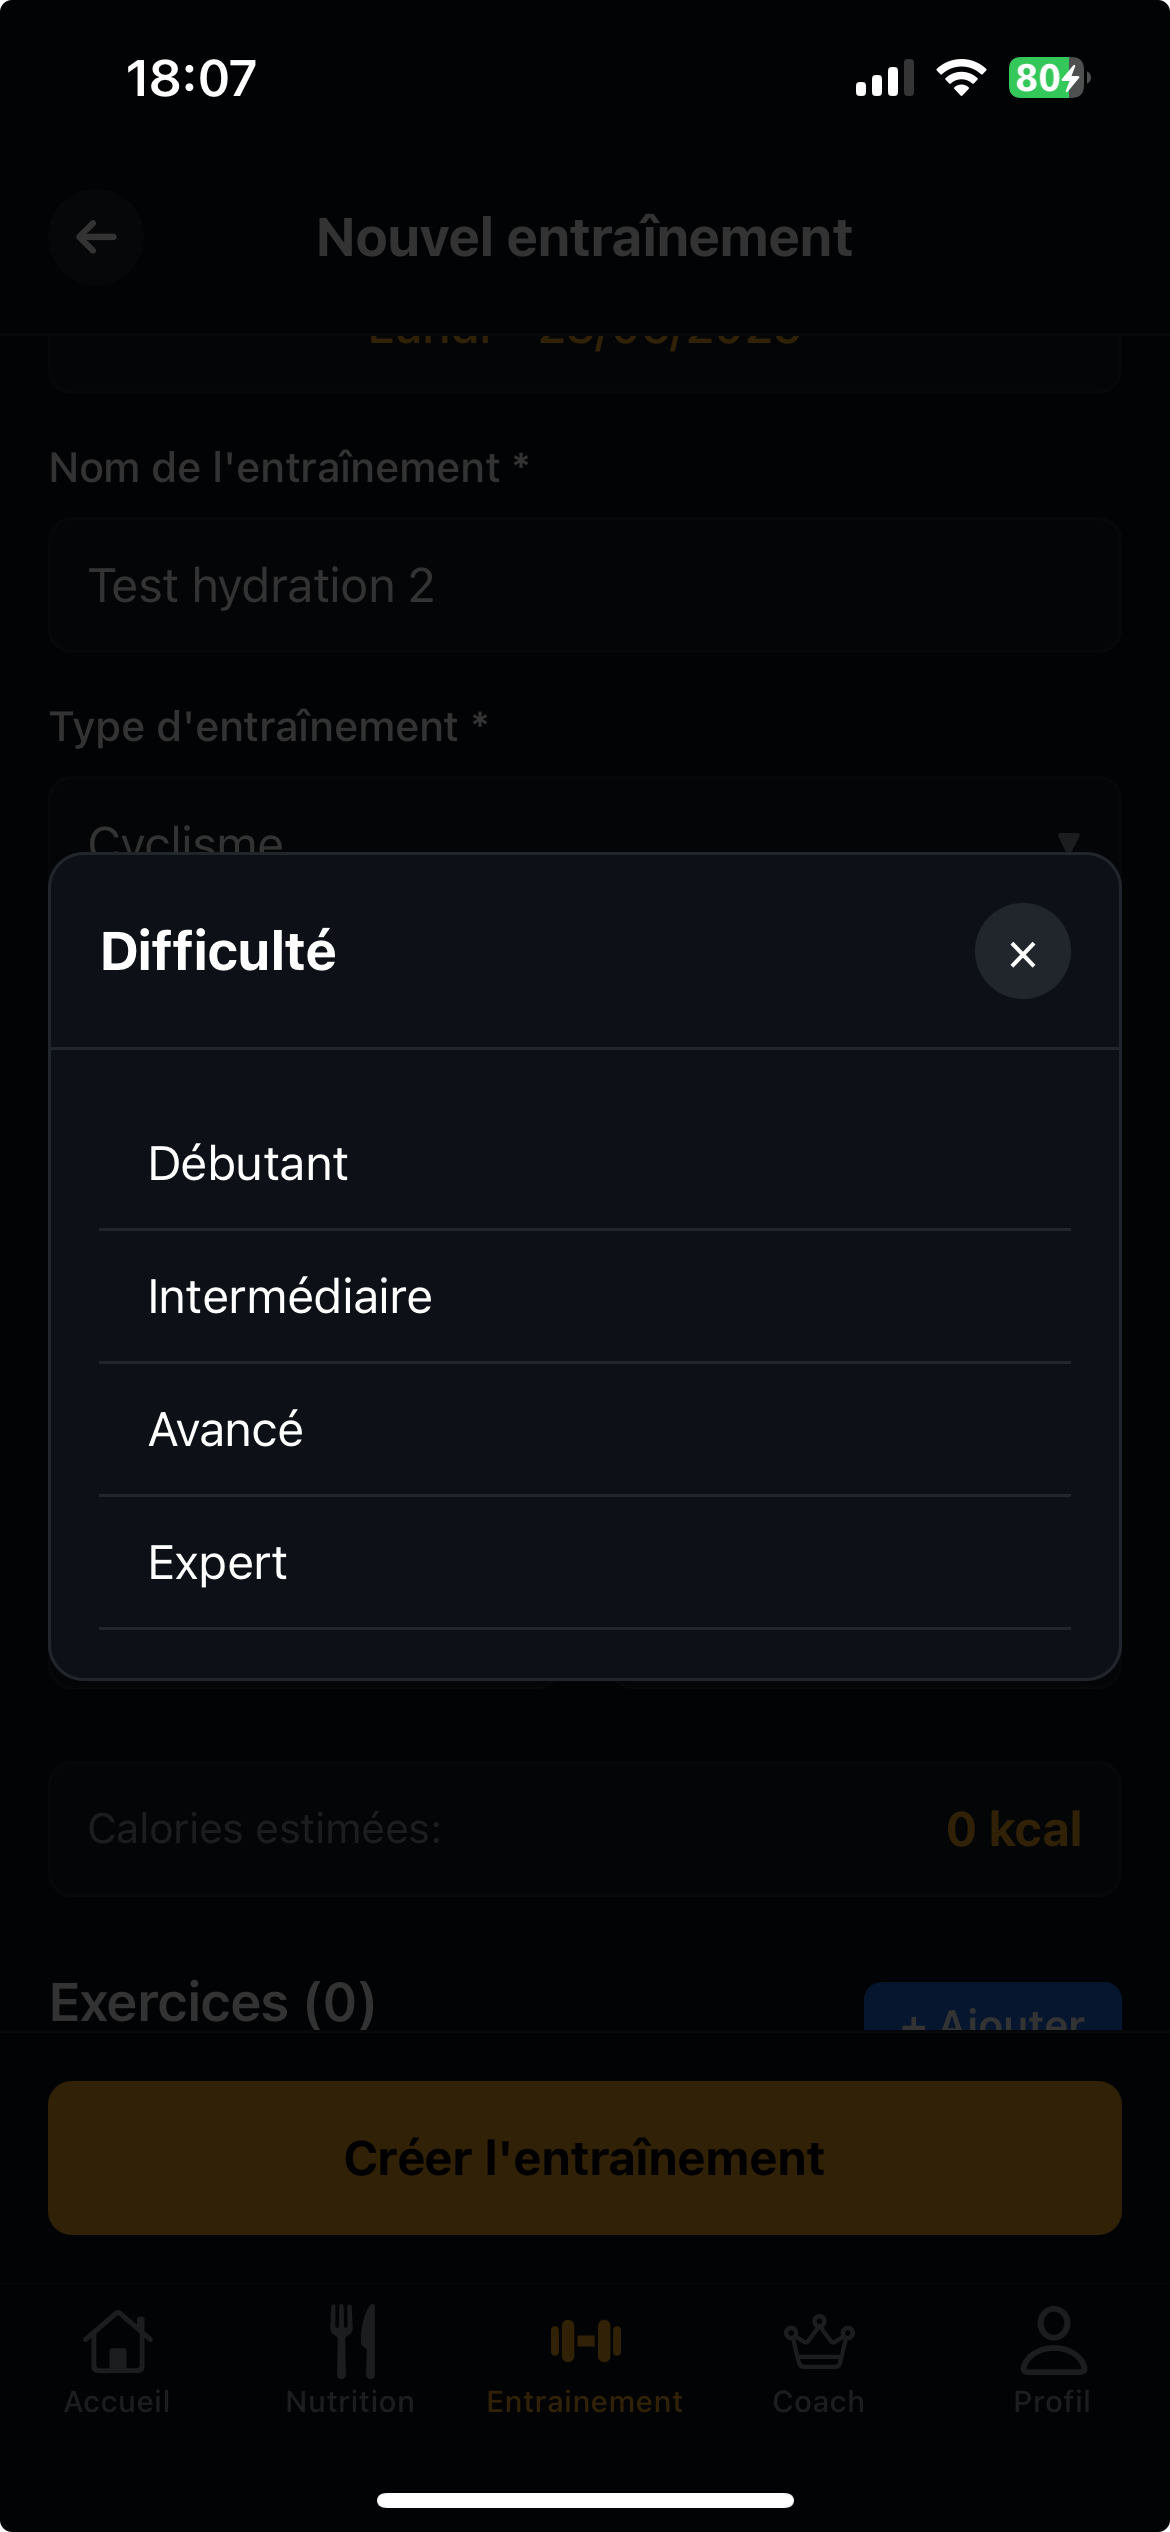 18:07
80
Nouvel entraînement
Lundi
Nom de l'entraînement *
Test hydration 2
Type d'entraînement *
Cyclisme
Difficulté
Débutant
Intermédiaire
Avancé
Expert
Calories estimées:
0 kcal
Exercices (0)
+ Ajouter
Créer l'entraînement
Accueil
Nutrition
Entrainement
Coach
Profil